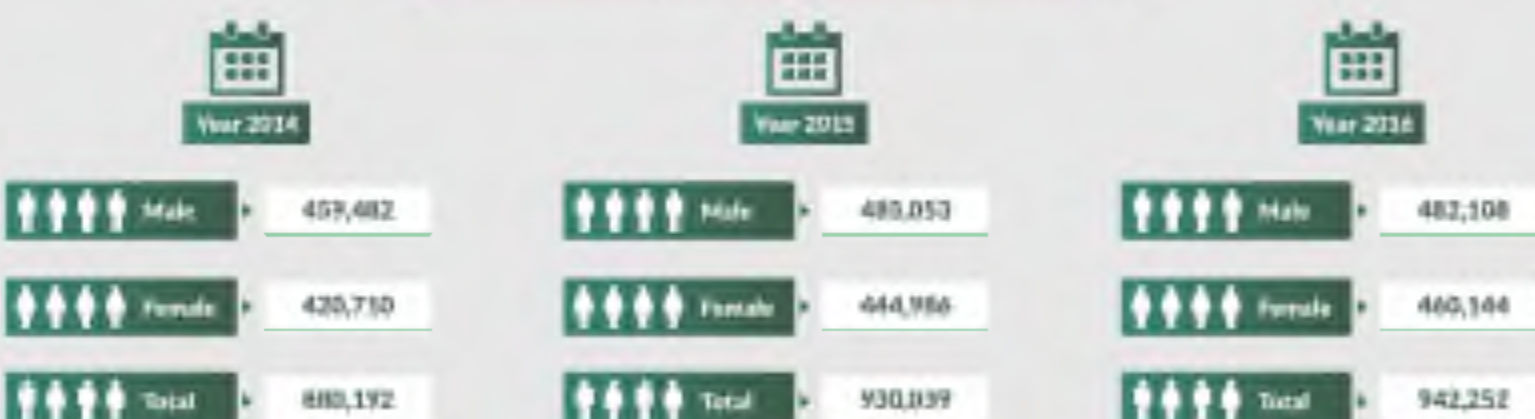 Year 2014
Male 459,482
Female 420,710
Total 880,192
Year 2015
Male 485,053
Female 444,986
Total 930,039
Year 2016
Male 482,108
Female 460,144
Total 942,252